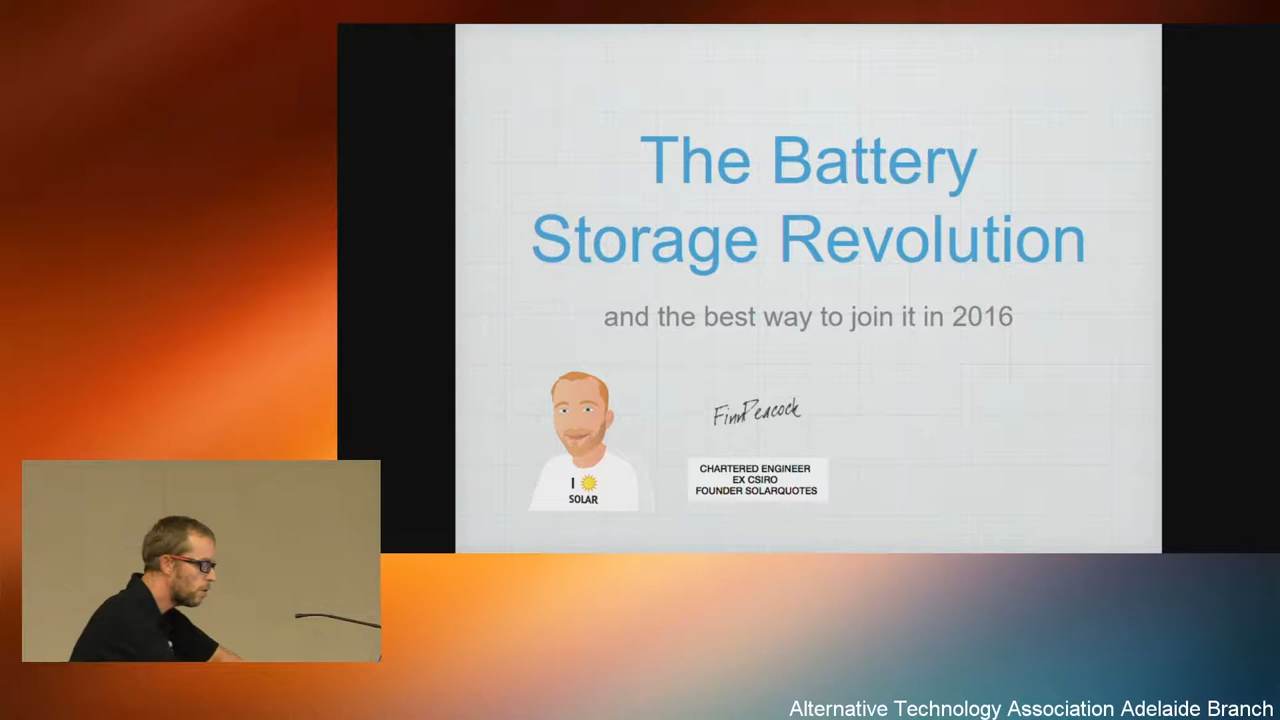 The Battery
Storage Revolution
and the best way to join it in 2016
FinnPeacock
I
SOLAR
CHARTERED ENGINEER
EX CSIRO
FOUNDER SOLARQUOTES
Alternative Technology Association Adelaide Branch